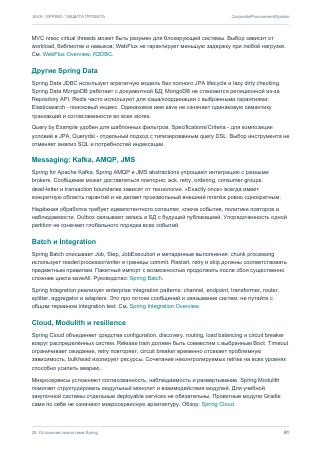 JAVA / SPRING / ЗАЩИТА ПРОЕКТА
CorporateProcurementSystem
MVC плюс virtual threads может быть разумен для блокирующей системы. Выбор зависит от
workload, библиотек и навыков; WebFlux не гарантирует меньшую задержку при любой нагрузке.
См. WebFlux Overview, R2DBC.
Другие Spring Data
Spring Data JDBC использует агрегатную модель без полного JPA lifecycle и lazy dirty checking.
Spring Data MongoDB работает с документной БД; MongoDB не становится реляционной из-за
Repository API. Redis часто используют для кэша/координации с выбранными гарантиями;
Elasticsearch - поисковый индекс. Одинаковое имя save не означает одинаковую семантику
транзакций и согласованности во всех stores.
Query by Example удобен для шаблонных фильтров, Specifications/Criteria - для композиции
условий в JPA, Querydsl - отдельный подход с типизированным query DSL. Выбор инструмента не
отменяет анализ SQL и потребностей индексации.
Messaging: Kafka, AMQP, JMS
Spring for Apache Kafka, Spring AMQP и JMS abstractions упрощают интеграцию с разными
brokers. Сообщение может доставляться повторно; ack, retry, ordering, consumer groups,
dead-letter и transaction boundaries зависят от технологии. «Exactly once» всегда имеет
конкретную область гарантий и не делает произвольный внешний платёж ровно однократным.
Надёжная обработка требует идемпотентного consumer, ключа события, политики повторов и
наблюдаемости. Outbox связывает запись в БД с будущей публикацией. Упорядоченность одной
partition не означает глобального порядка всех событий.
Batch и Integration
Spring Batch описывает Job, Step, JobExecution и метаданные выполнения; chunk processing
использует reader/processor/writer и границы commit. Restart, retry и skip должны соответствовать
предметным правилам. Пакетный импорт с возможностью продолжить после сбоя существенно
сложнее цикла saveAll. Руководство: Spring Batch.
Spring Integration реализует enterprise integration patterns: channel, endpoint, transformer, router,
splitter, aggregator и adapters. Это про потоки сообщений и связывание систем; не путайте с
общим термином integration test. См. Spring Integration Overview.
Cloud, Modulith и resilience
Spring Cloud объединяет средства configuration, discovery, routing, load balancing и circuit breaker
вокруг распределённых систем. Release train должен быть совместим с выбранным Boot. Timeout
ограничивает ожидание, retry повторяет, circuit breaker временно отсекает проблемную
зависимость, bulkhead изолирует ресурсы. Сочетание неконтролируемых retries на всех уровнях
способно усилить аварию.
Микросервисы усложняют согласованность, наблюдаемость и развертывание. Spring Modulith
помогает структурировать модульный монолит и взаимодействия модулей. Для учебной
закупочной системы отдельные deployable services не обязательны. Проектные модули Gradle
сами по себе не означают микросервисную архитектуру. Обзор: Spring Cloud.
29. Остальная экосистема Spring
61